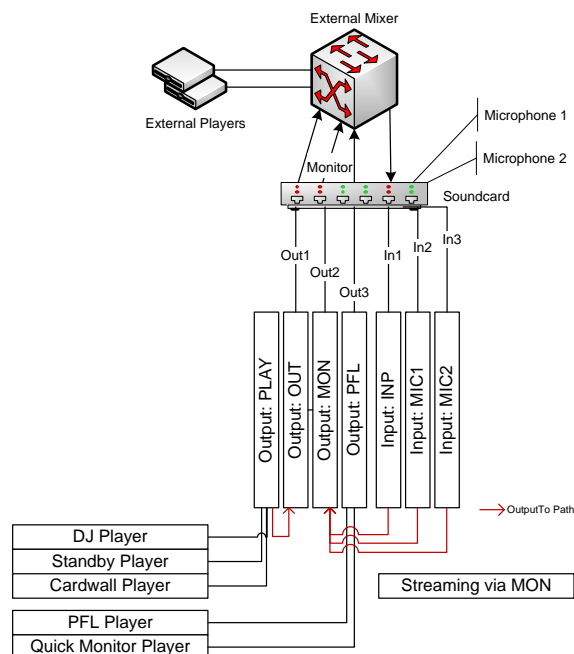 External Mixer
External Players
Microphone 1
Microphone 2
Monitor
Soundcard
Out1
Out2
Out3
In1
In2
In3
Output: PLAY
Output: OUT
Output: MON
Output: PFL
Input: INP
Input: MIC1
Input: MIC2
OutputTo Path
DJ Player
Standby Player
Cardwall Player
Streaming via MON
PFL Player
Quick Monitor Player